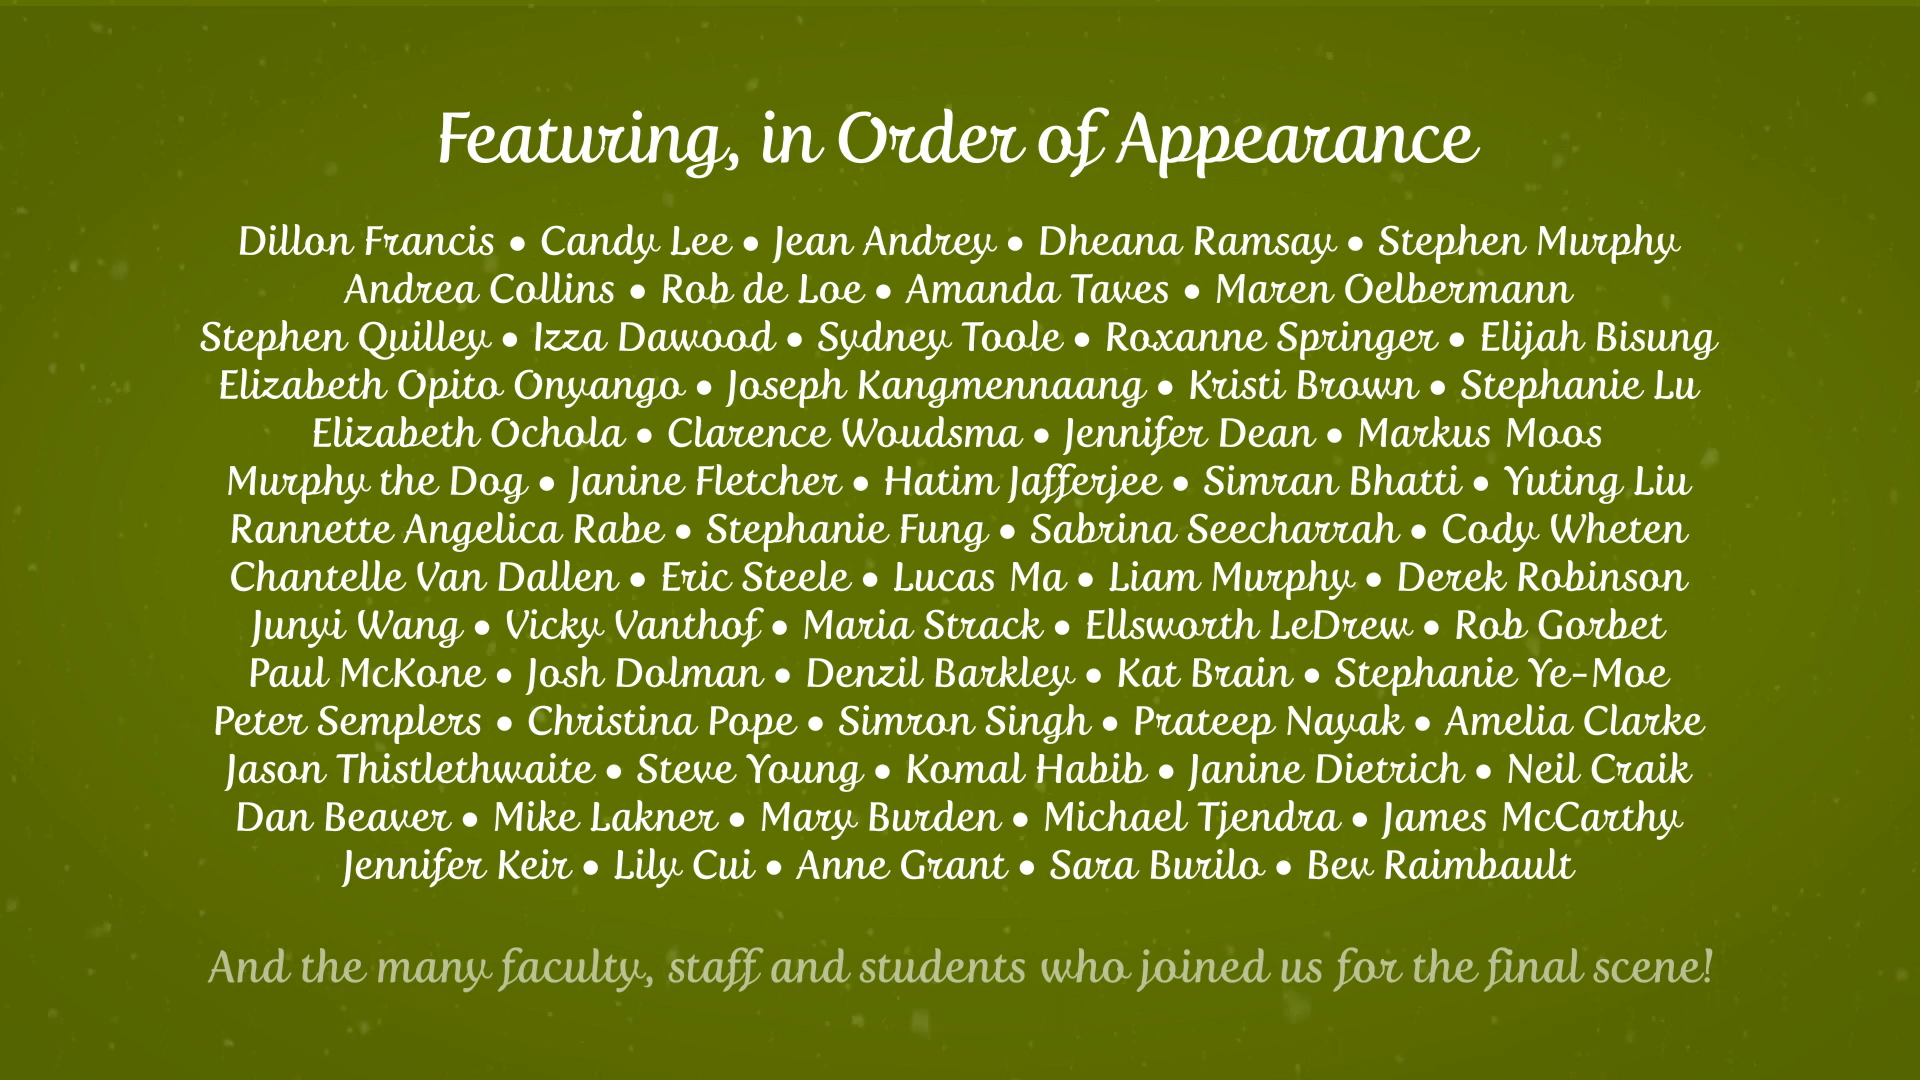 Featuring, in Order of Appearance
Dillon Francis • Candy Lee • Jean Andrey • Dheana Ramsay • Stephen Murphy
Andrea Collins • Rob de Loe • Amanda Taves • Maren Oelbermann
Stephen Quilley • Izza Dawood • Sydney Toole • Roxanne Springer • Elijah Bisung
Elizabeth Opito Onyango • Joseph Kangmennaang • Kristi Brown • Stephanie Lu
Elizabeth Ochola • Clarence Woudsma • Jennifer Dean • Markus Moos
Murphy the Dog • Janine Fletcher • Hatim Jafferjee • Simran Bhatti • Yuting Liu
Rannette Angelica Rabe • Stephanie Fung • Sabrina Seecharrah • Cody Wheten
Chantelle Van Dallen • Eric Steele • Lucas Ma • Liam Murphy • Derek Robinson
Junyi Wang • Vicky Vanthof • Maria Strack • Ellsworth LeDrew • Rob Gorbet
Paul McKone • Josh Dolman • Denzil Barkley • Kat Brain • Stephanie Ye-Moe
Peter Semplers • Christina Pope • Simron Singh • Prateep Nayak • Amelia Clarke
Jason Thistlethwaite • Steve Young • Komal Habib • Janine Dietrich • Neil Craik
Dan Beaver • Mike Lakner • Mary Burden • Michael Tjendra • James McCarthy
Jennifer Keir • Lily Cui • Anne Grant • Sara Burilo • Bev Raimbault
And the many faculty, staff and students who joined us for the final scene!